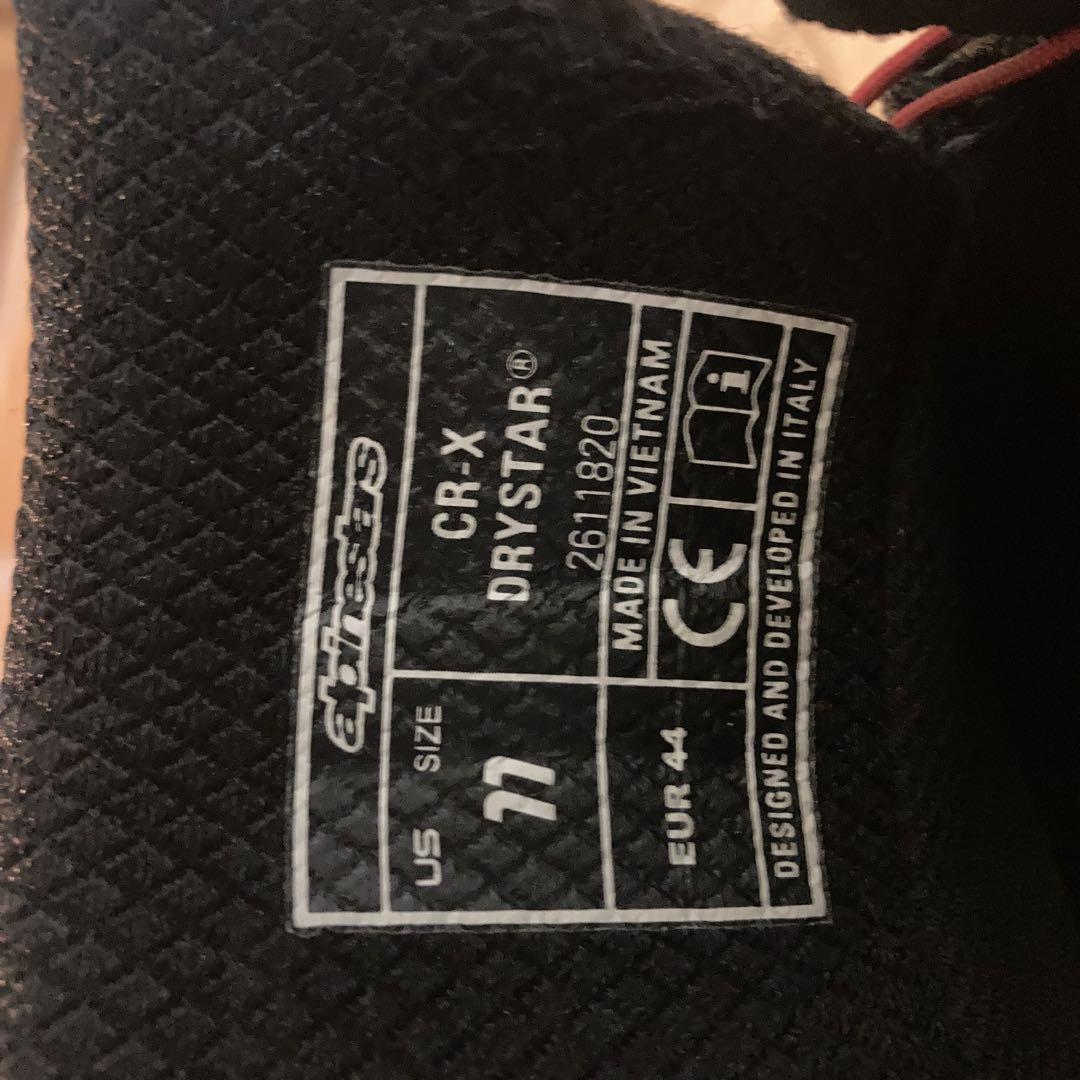 alpinestars
US SIZE
11
CR-X
DRYSTAR®
2611820
EUR 44
MADE IN VIETNAM
CE
i
DESIGNED AND DEVELOPED IN ITALY